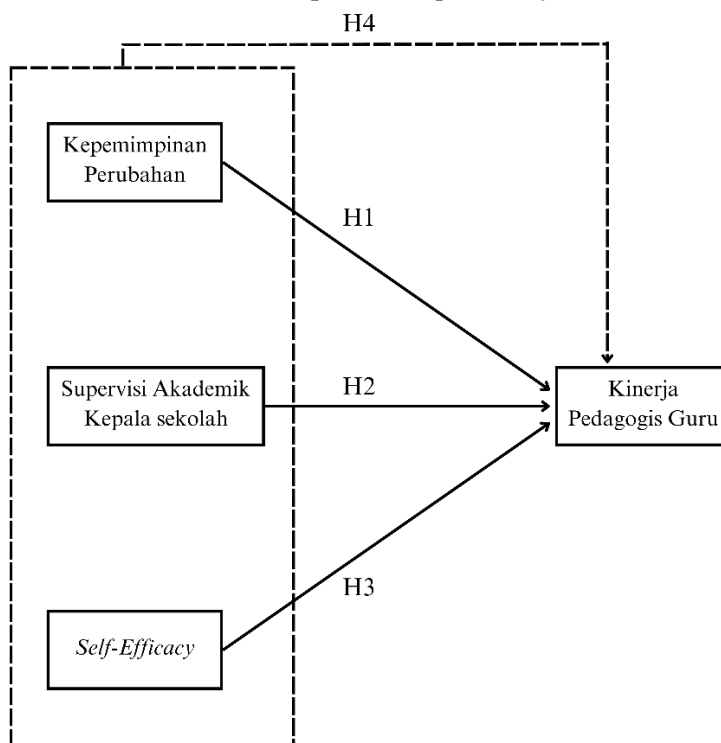 H4
Kepemimpinan
Perubahan
H1
Supervisi Akademik
Kepala sekolah
H2
Kinerja
Pedagogis Guru
H3
Self-Efficacy